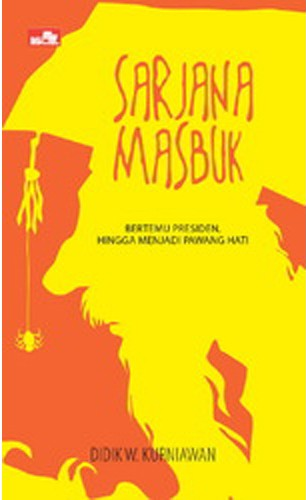 SARJANA
MASBUK
BERTEMU PRESIDEN,
HINGGA MENJADI PAWANG HATI
DIDIK W. KURNIAWAN